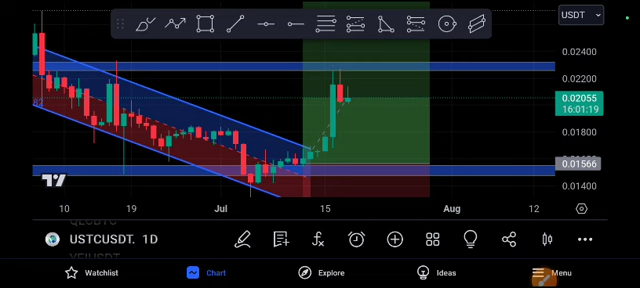 USDT
0.02400
0.02200
0.02055
16:01:19
0.01800
0.01566
0.01400
10
19
Jul
15
Aug
12
USTCUSDT. 1D
Watchlist
Chart
Explore
Ideas
Menu